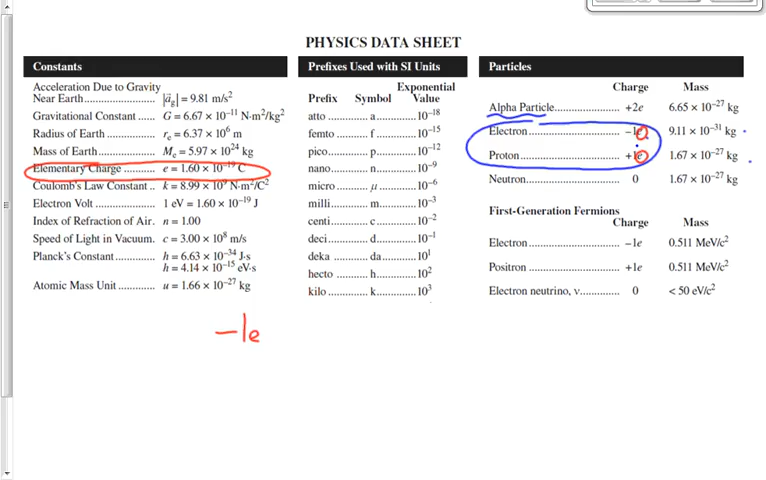 PHYSICS DATA SHEET
Constants
Acceleration Due to Gravity
Near Earth....................... |a⃗g| = 9.81 m/s²
Gravitational Constant ...... G = 6.67 × 10⁻¹¹ N·m²/kg²
Radius of Earth .................. rₑ = 6.37 × 10⁶ m
Mass of Earth..................... Mₑ = 5.97 × 10²⁴ kg
Elementary Charge ............ e = 1.60 × 10⁻¹⁹ C
Coulomb's Law Constant .. k = 8.99 × 10⁹ N·m²/C²
Electron Volt ...................... 1 eV = 1.60 × 10⁻¹⁹ J
Index of Refraction of Air. n = 1.00
Speed of Light in Vacuum. c = 3.00 × 10⁸ m/s
Planck's Constant ............. h = 6.63 × 10⁻³⁴ J·s
h = 4.14 × 10⁻¹⁵ eV·s
Atomic Mass Unit ............. u = 1.66 × 10⁻²⁷ kg
-1e
Prefixes Used with SI Units
Exponential
Prefix Symbol Value
atto ............ a ............10⁻¹⁸
femto ......... f.............10⁻¹⁵
pico............ p ............10⁻¹²
nano........... n ............10⁻⁹
micro ......... μ ............10⁻⁶
milli........... m............10⁻³
centi ........... c.............10⁻²
deci ............ d ............10⁻¹
deka ........... da...........10¹
hecto .......... h ............10²
kilo............. k ............10³
Particles
Charge Mass
Alpha Particle.................... +2e 6.65 × 10⁻²⁷ kg
Electron............................. –1e 9.11 × 10⁻³¹ kg
Proton................................ +1e 1.67 × 10⁻²⁷ kg
Neutron.............................. 0 1.67 × 10⁻²⁷ kg
First-Generation Fermions
Charge Mass
Electron............................. –1e 0.511 MeV/c²
Positron............................. +1e 0.511 MeV/c²
Electron neutrino, ν............ 0 < 50 eV/c²